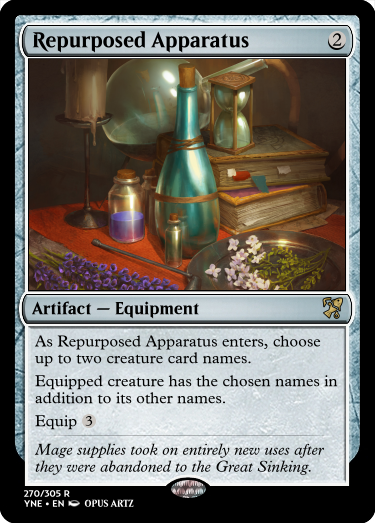 Repurposed Apparatus 2
Artifact — Equipment
As Repurposed Apparatus enters, choose
up to two creature card names.
Equipped creature has the chosen names in
addition to its other names.
Equip 3
Mage supplies took on entirely new uses after
they were abandoned to the Great Sinking.
270/305 R
YNE • EN OPUS ARTZ